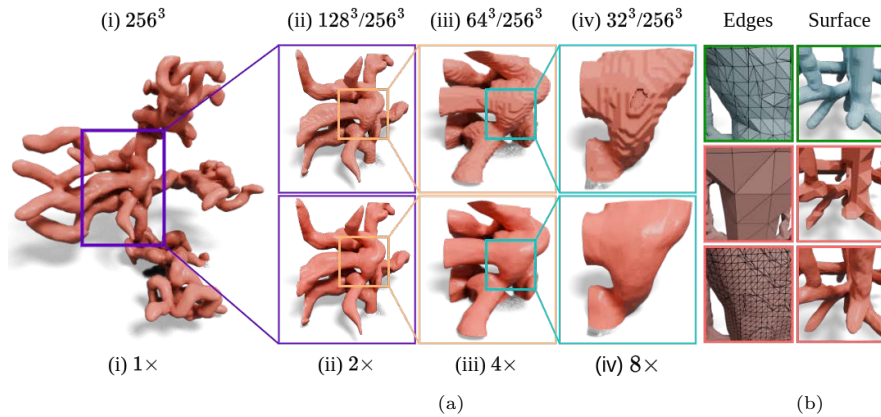 (i) 256³ (ii) 128³/256³ (iii) 64³/256³ (iv) 32³/256³ Edges Surface
(i) 1× (ii) 2× (iii) 4× (iv) 8×
(a) (b)